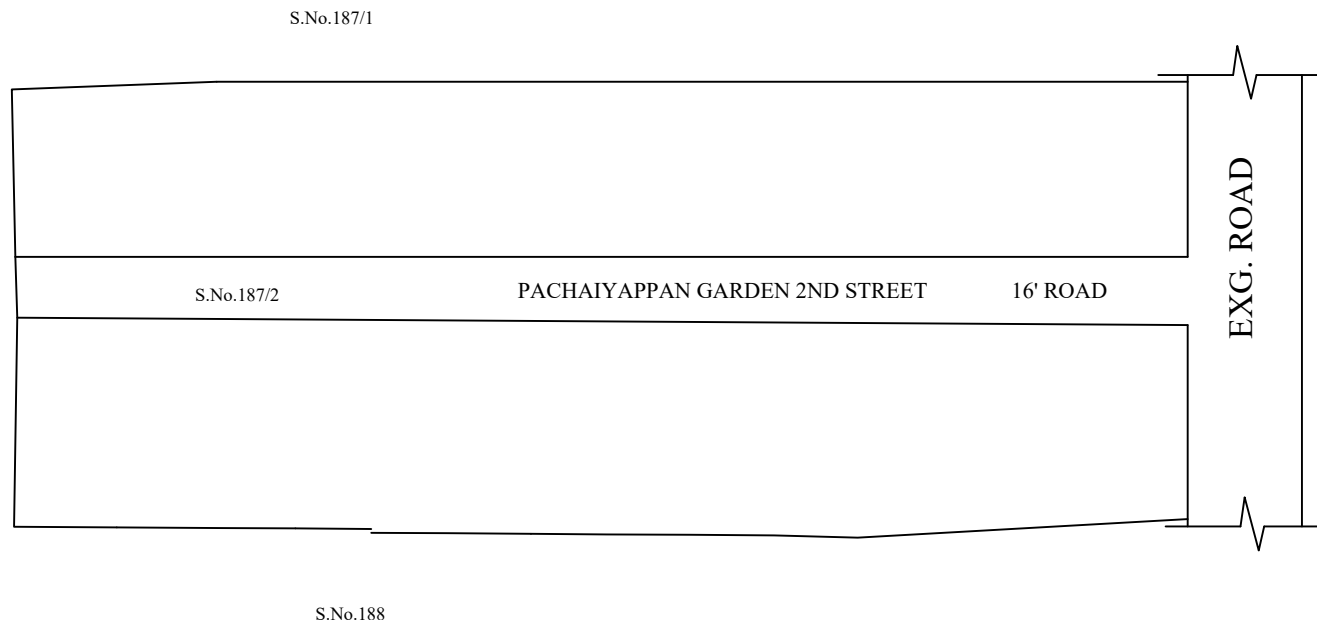 S.No.187/1
EXG. ROAD
S.No.187/2 PACHAIYAPPAN GARDEN 2ND STREET 16' ROAD
S.No.188